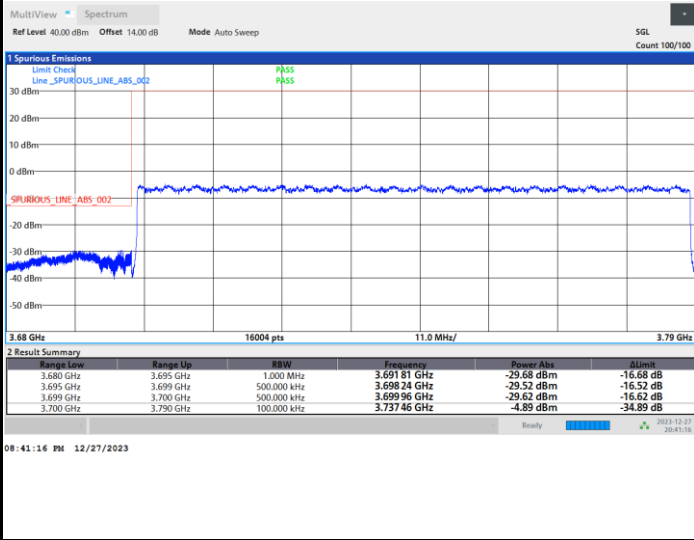 MultiView Spectrum
Ref Level 40.00 dBm Offset 14.00 dB Mode Auto Sweep SGL
Count 100/100
1 Spurious Emissions
Limit Check PASS
Line _SPURIOUS_LINE_ABS_002 PASS
30 dBm
20 dBm
10 dBm
0 dBm
_SPURIOUS_LINE_ABS_002
-20 dBm
-30 dBm
-40 dBm
-50 dBm
3.68 GHz 16004 pts 11.0 MHz/ 3.79 GHz
2 Result Summary
Range Low Range Up RBW Frequency Power Abs ΔLimit
3.680 GHz 3.695 GHz 1.000 MHz 3.691 81 GHz -29.68 dBm -16.68 dB
3.695 GHz 3.699 GHz 500.000 kHz 3.698 24 GHz -29.52 dBm -16.52 dB
3.699 GHz 3.700 GHz 500.000 kHz 3.699 96 GHz -29.62 dBm -16.62 dB
3.700 GHz 3.790 GHz 100.000 kHz 3.737 46 GHz -4.89 dBm -34.89 dB
Ready 2023-12-27
20:41:16
08:41:16 PM 12/27/2023